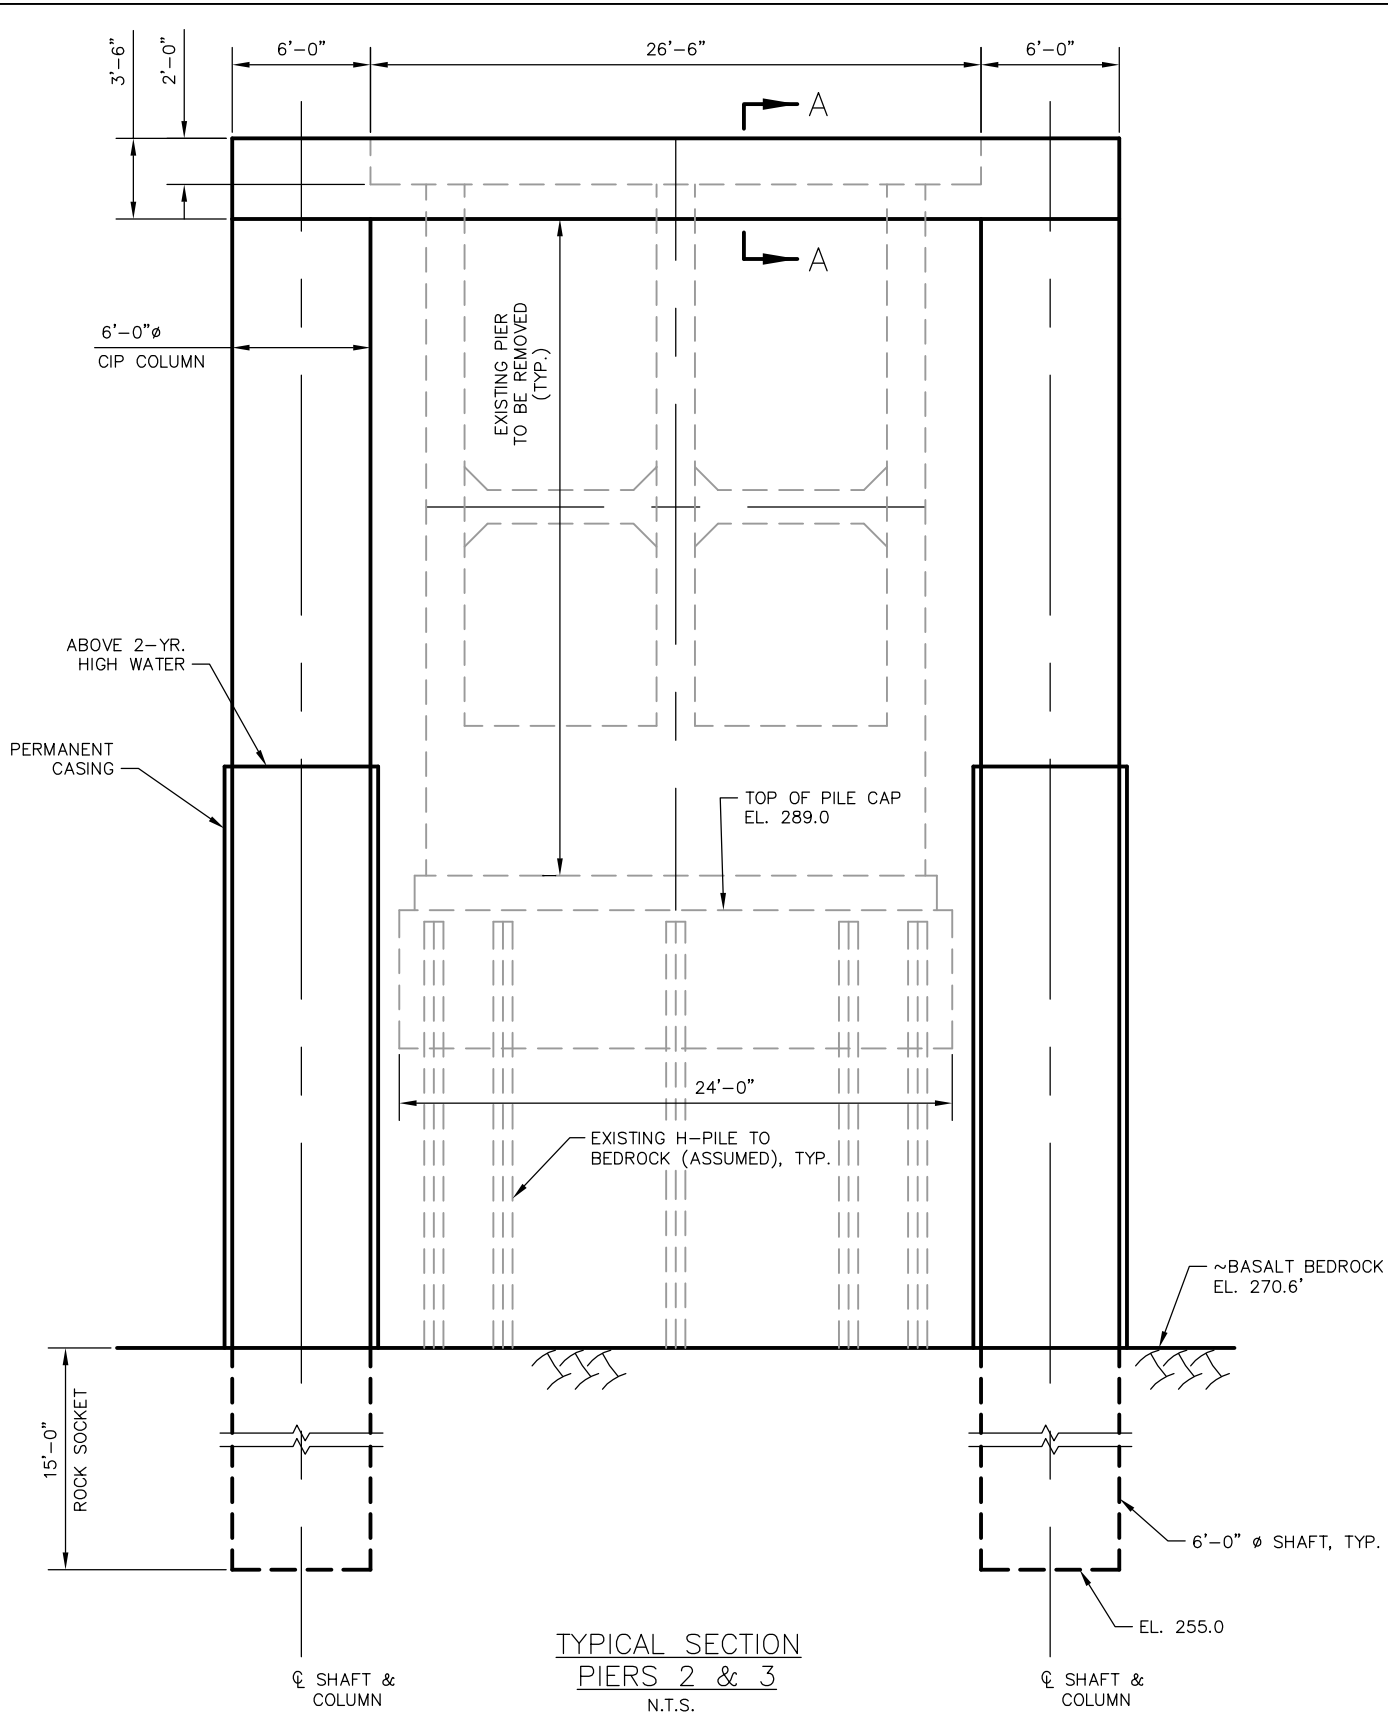 3'-6"
2'-0"
6'-0"
26'-6"
6'-0"
A
A
6'-0"ø
CIP COLUMN
EXISTING PIER
TO BE REMOVED
(TYP.)
ABOVE 2-YR.
HIGH WATER
PERMANENT
CASING
TOP OF PILE CAP
EL. 289.0
24'-0"
EXISTING H-PILE TO
BEDROCK (ASSUMED), TYP.
~BASALT BEDROCK
EL. 270.6'
15'-0"
ROCK SOCKET
6'-0" ø SHAFT, TYP.
EL. 255.0
TYPICAL SECTION
PIERS 2 & 3
N.T.S.
℄ SHAFT &
COLUMN
℄ SHAFT &
COLUMN